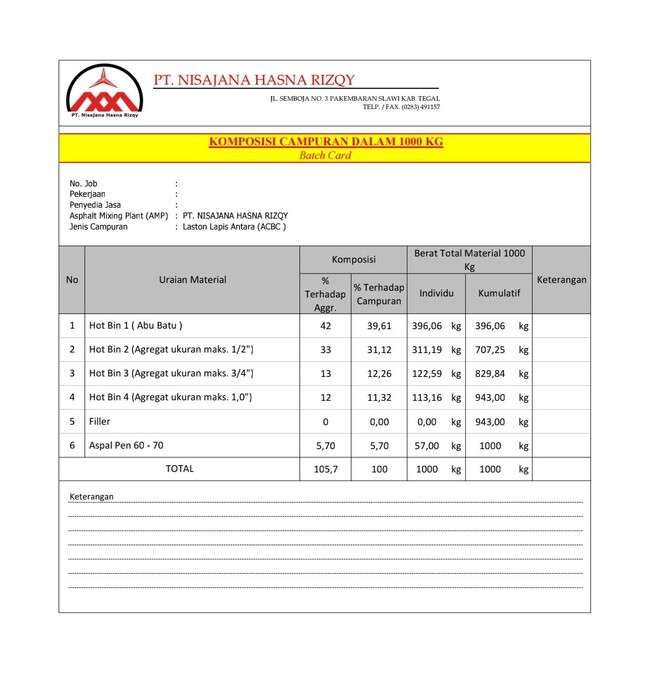 PT. NISAJANA HASNA RIZQY
JL. SEMBOJA NO. 3 PAKEMBARAN SLAWI KAB. TEGAL
TELP. / FAX. (0283) 491157
PT. Nisajana Hasna Rizqy
KOMPOSISI CAMPURAN DALAM 1000 KG
Batch Card
No. Job :
Pekerjaan :
Penyedia Jasa :
Asphalt Mixing Plant (AMP) : PT. NISAJANA HASNA RIZQY
Jenis Campuran : Laston Lapis Antara (ACBC )
No Uraian Material Komposisi Berat Total Material 1000 Kg Keterangan
% Terhadap Aggr. % Terhadap Campuran Individu Kumulatif
1 Hot Bin 1 ( Abu Batu ) 42 39,61 396,06 kg 396,06 kg
2 Hot Bin 2 (Agregat ukuran maks. 1/2") 33 31,12 311,19 kg 707,25 kg
3 Hot Bin 3 (Agregat ukuran maks. 3/4") 13 12,26 122,59 kg 829,84 kg
4 Hot Bin 4 (Agregat ukuran maks. 1,0") 12 11,32 113,16 kg 943,00 kg
5 Filler 0 0,00 0,00 kg 943,00 kg
6 Aspal Pen 60 - 70 5,70 5,70 57,00 kg 1000 kg
TOTAL 105,7 100 1000 kg 1000 kg
Keterangan